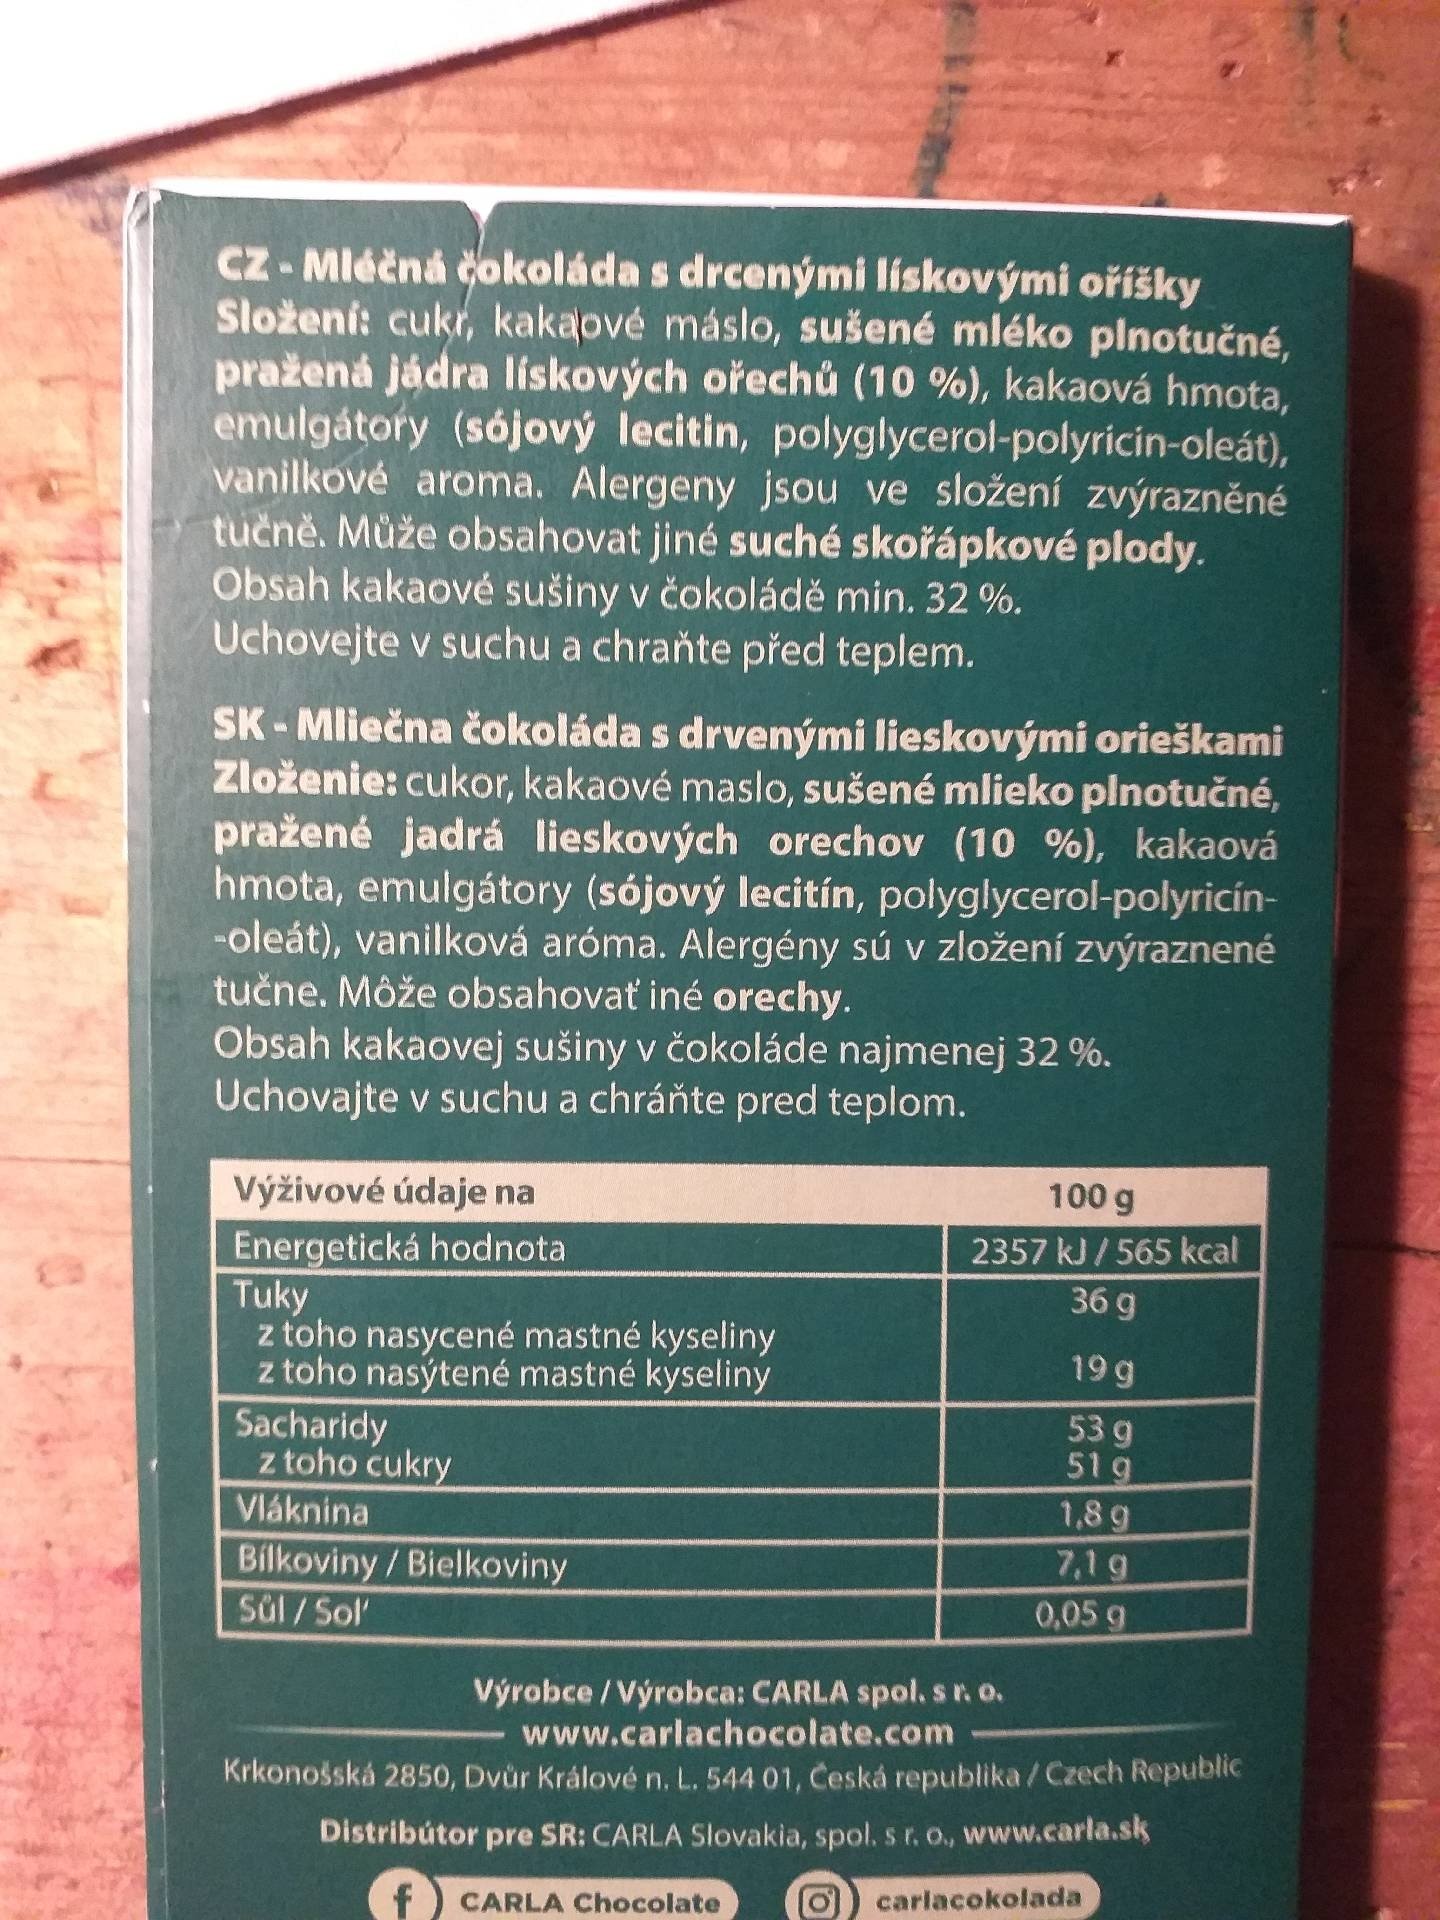 CZ - Mléčná čokoláda s drcenými lískovými oříšky
Složení: cukr, kakaové máslo, sušené mléko plnotučné,
pražená jádra lískových ořechů (10 %), kakaová hmota,
emulgátory (sójový lecitin, polyglycerol-polyricin-oleát),
vanilkové aroma. Alergeny jsou ve složení zvýrazněné
tučně. Může obsahovat jiné suché skořápkové plody.
Obsah kakaové sušiny v čokoládě min. 32 %.
Uchovejte v suchu a chraňte před teplem.
SK - Mliečna čokoláda s drvenými lieskovými orieškami
Zloženie: cukor, kakaové maslo, sušené mlieko plnotučné,
pražené jadrá lieskových orechov (10 %), kakaová
hmota, emulgátory (sójový lecitín, polyglycerol-polyricín-
-oleát), vanilková aróma. Alergény sú v zložení zvýraznené
tučne. Môže obsahovať iné orechy.
Obsah kakaovej sušiny v čokoláde najmenej 32 %.
Uchovajte v suchu a chráňte pred teplom.
Výživové údaje na 100 g
Energetická hodnota 2357 kJ / 565 kcal
Tuky 36 g
z toho nasycené mastné kyseliny
z toho nasýtené mastné kyseliny 19 g
Sacharidy 53 g
z toho cukry 51 g
Vláknina 1,8 g
Bílkoviny / Bielkoviny 7,1 g
Sůl / Soľ 0,05 g
Výrobce / Výrobca: CARLA spol. s r. o.
www.carlachocolate.com
Krkonošská 2850, Dvůr Králové n. L. 544 01, Česká republika / Czech Republic
Distribútor pre SR: CARLA Slovakia, spol. s r. o., www.carla.sk
f CARLA Chocolate carlacokolada